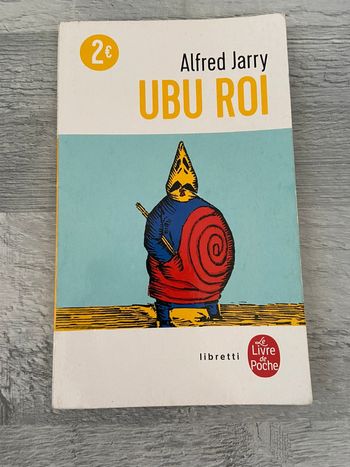 2€
Alfred Jarry
UBU ROI
libretti
Le
Livre
de
Poche